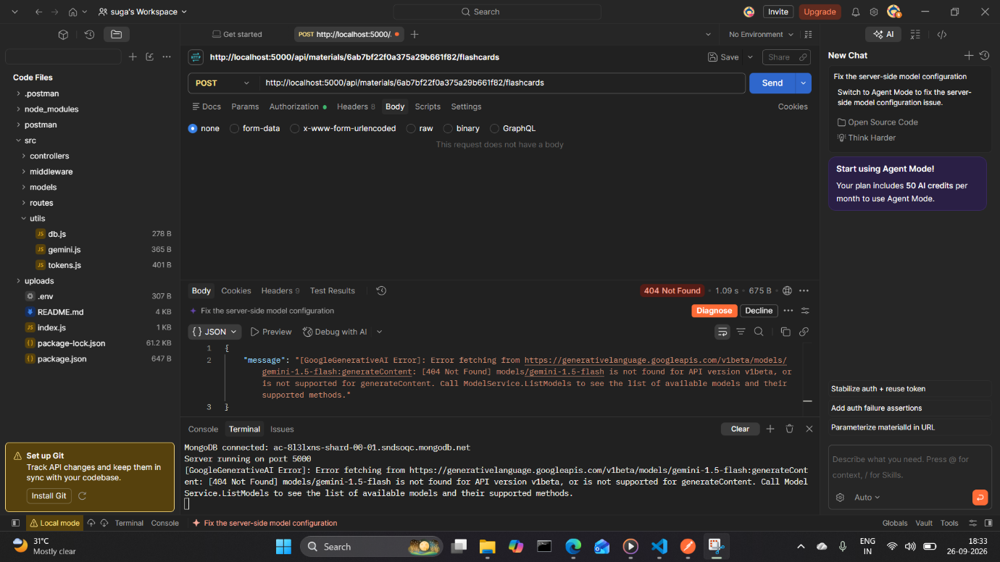 suga's Workspace
Search
Invite
Upgrade
Get started
POST http://localhost:5000/.
No Environment
AI
http://localhost:5000/api/materials/6ab7bf22f0a375a29b661f82/flashcards
Save
Share
New Chat
Code Files
.postman
node_modules
postman
src
controllers
middleware
models
routes
utils
JS db.js 278 B
JS gemini.js 365 B
JS tokens.js 401 B
uploads
.env 307 B
README.md 4 KB
JS index.js 1 KB
package-lock.json 61.2 KB
package.json 647 B
Set up Git
Track API changes and keep them in
sync with your codebase.
Install Git
HTTP
POST
http://localhost:5000/api/materials/6ab7bf22f0a375a29b661f82/flashcards
Send
Docs Params Authorization Headers 8 Body Scripts Settings
Cookies
none form-data x-www-form-urlencoded raw binary GraphQL
This request does not have a body
Body Cookies Headers 9 Test Results
404 Not Found • 1.09 s • 675 B
Fix the server-side model configuration
Diagnose
Decline
{ } JSON
Preview
Debug with AI
1 {
2 "message": "[GoogleGenerativeAI Error]: Error fetching from https://generativelanguage.googleapis.com/v1beta/models/
gemini-1.5-flash:generateContent: [404 Not Found] models/gemini-1.5-flash is not found for API version v1beta, or
is not supported for generateContent. Call ModelService.ListModels to see the list of available models and their
supported methods."
3 }
Console Terminal Issues
Clear
MongoDB connected: ac-8l3lxns-shard-00-01.sndsoqc.mongodb.net
Server running on port 5000
[GoogleGenerativeAI Error]: Error fetching from https://generativelanguage.googleapis.com/v1beta/models/gemini-1.5-flash:generateCont
ent: [404 Not Found] models/gemini-1.5-flash is not found for API version v1beta, or is not supported for generateContent. Call Model
Service.ListModels to see the list of available models and their supported methods.
Fix the server-side model configuration
Switch to Agent Mode to fix the server-
side model configuration issue.
Open Source Code
Think Harder
Start using Agent Mode!
Your plan includes 50 AI credits per
month to use Agent Mode.
Stabilize auth + reuse token
Add auth failure assertions
Parameterize materialId in URL
Describe what you need. Press @ for
context, / for Skills.
Auto
Local mode
Terminal
Console
Fix the server-side model configuration
Globals
Vault
Tools
31°C
Mostly clear
Search
ENG
IN
18:33
26-09-2026